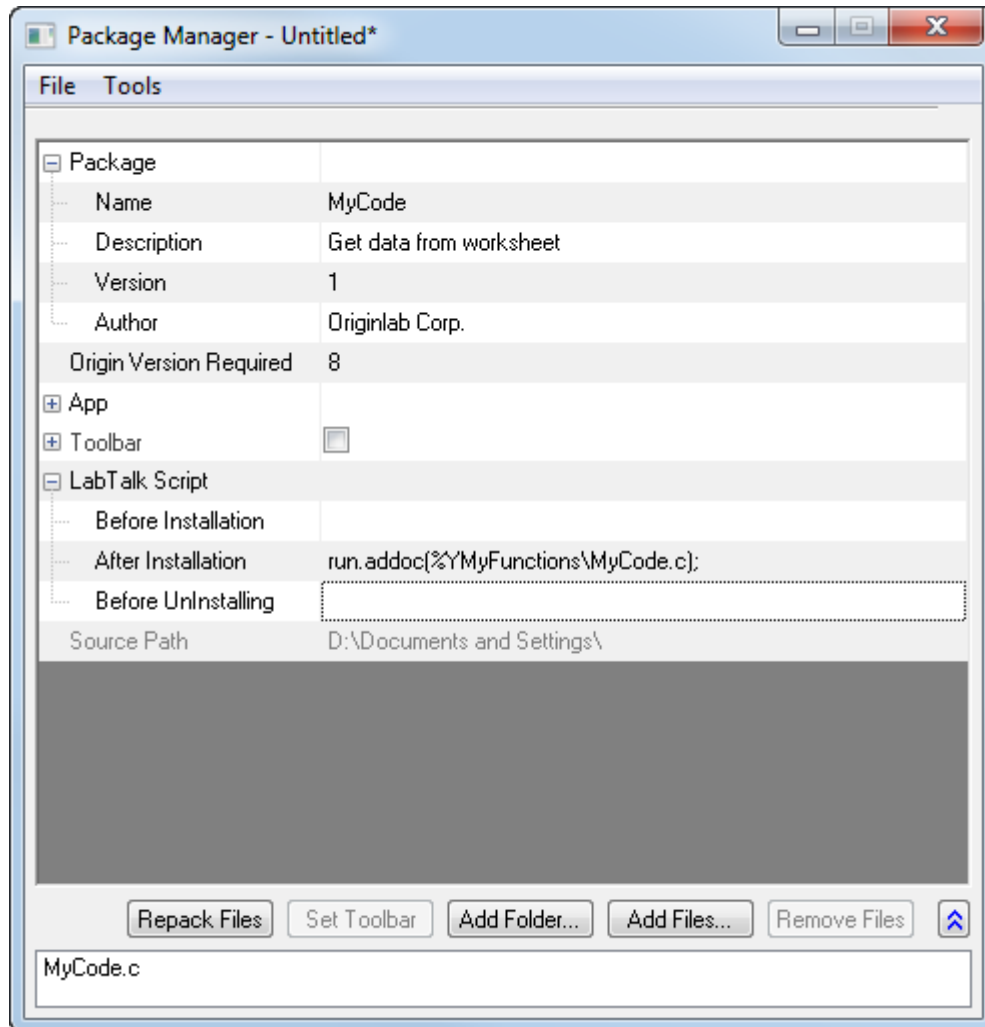 Package Manager - Untitled*
File Tools
Package
Name MyCode
Description Get data from worksheet
Version 1
Author Originlab Corp.
Origin Version Required 8
App
Toolbar
LabTalk Script
Before Installation
After Installation run.addoc(%YMyFunctions\MyCode.c);
Before UnInstalling
Source Path D:\Documents and Settings\
Repack Files Set Toolbar Add Folder... Add Files... Remove Files
MyCode.c